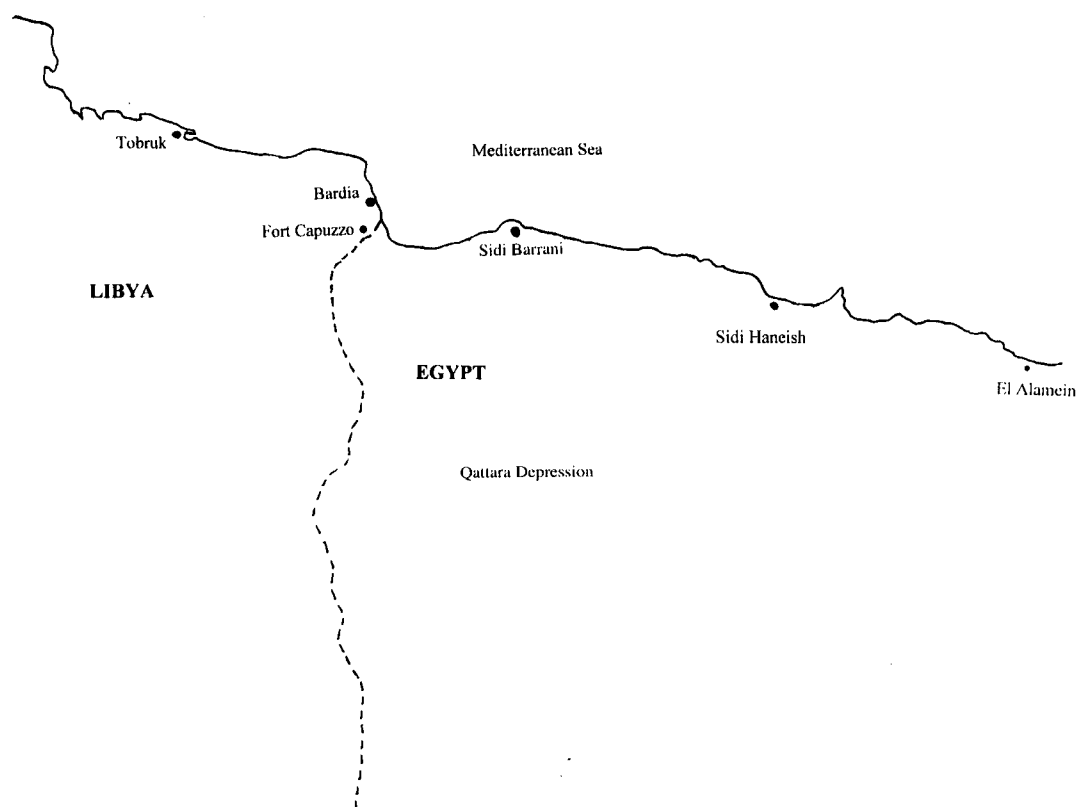 Tobruk
Mediterranean Sea
Bardia
Fort Capuzzo
Sidi Barrani
LIBYA
Sidi Haneish
EGYPT
El Alamein
Qattara Depression